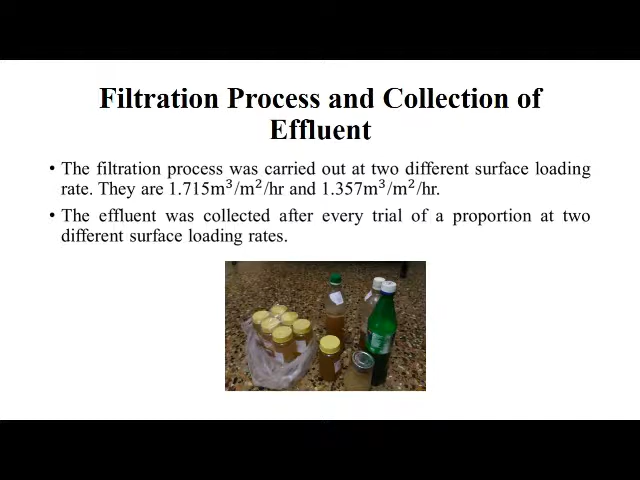 Filtration Process and Collection of
Effluent
• The filtration process was carried out at two different surface loading
rate. They are 1.715m³/m²/hr and 1.357m³/m²/hr.
• The effluent was collected after every trial of a proportion at two
different surface loading rates.